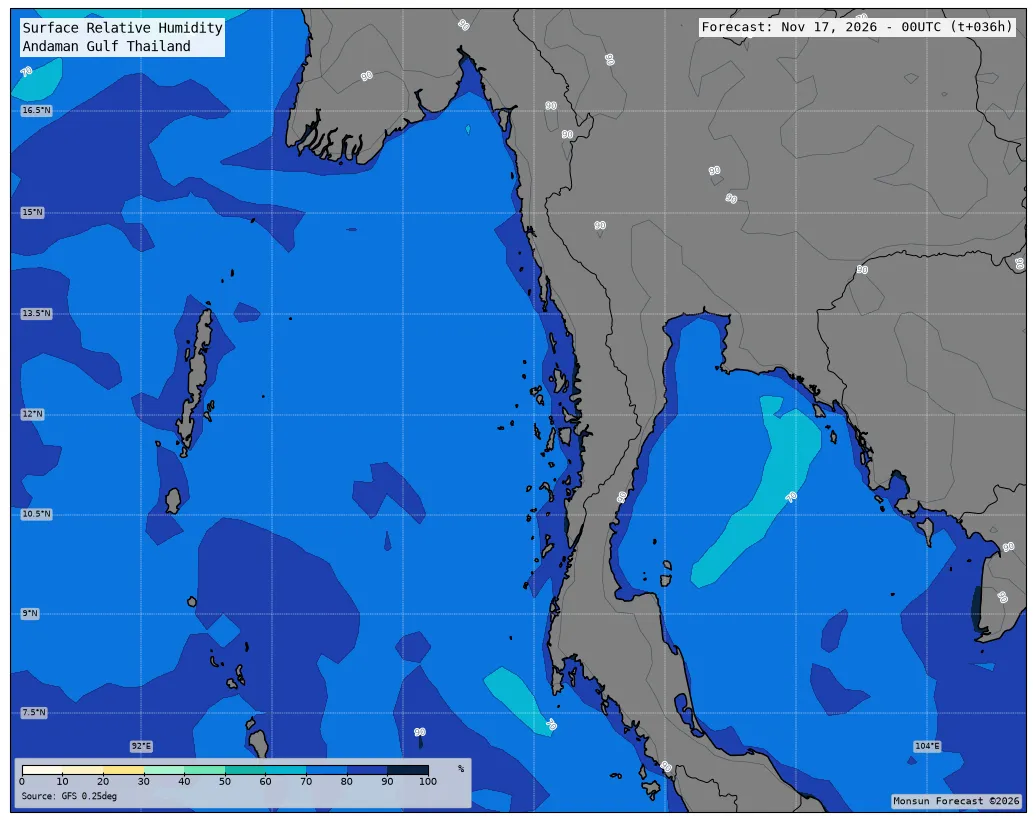 Surface Relative Humidity
Andaman Gulf Thailand
Forecast: Nov 17, 2026 - 00UTC (t+036h)
90
90
90
70
90
90
90
90
90
90
90
90
90
70
90
90
70
90
90
16.5°N
15°N
13.5°N
12°N
10.5°N
9°N
7.5°N
92°E
104°E
0 10 20 30 40 50 60 70 80 90 100 %
Source: GFS 0.25deg
Monsun Forecast ©2026